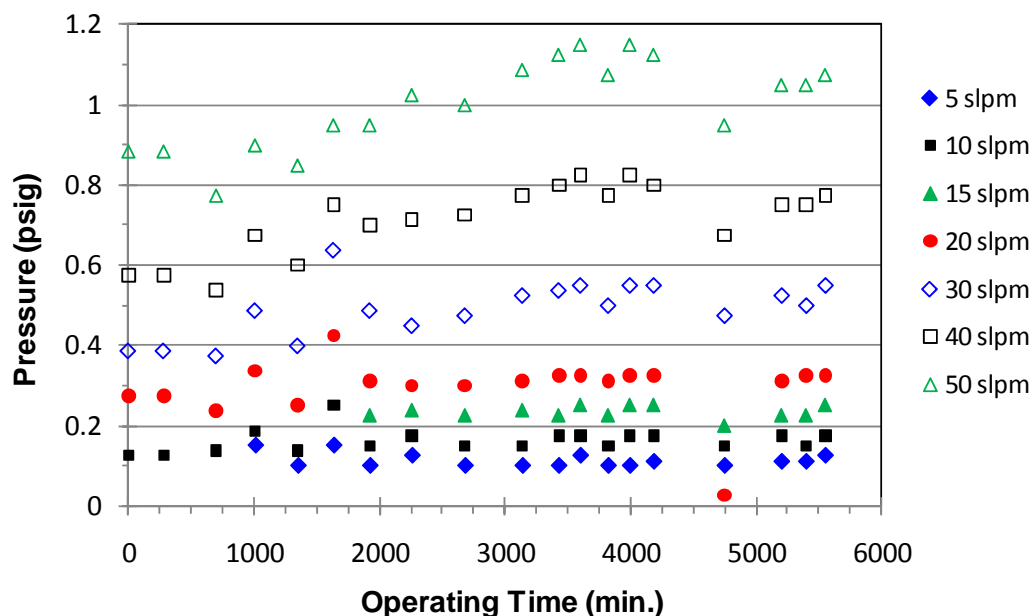 1.2
1
0.8
0.6
0.4
0.2
0
Pressure (psig)
0 1000 2000 3000 4000 5000 6000
Operating Time (min.)
5 slpm
10 slpm
15 slpm
20 slpm
30 slpm
40 slpm
50 slpm